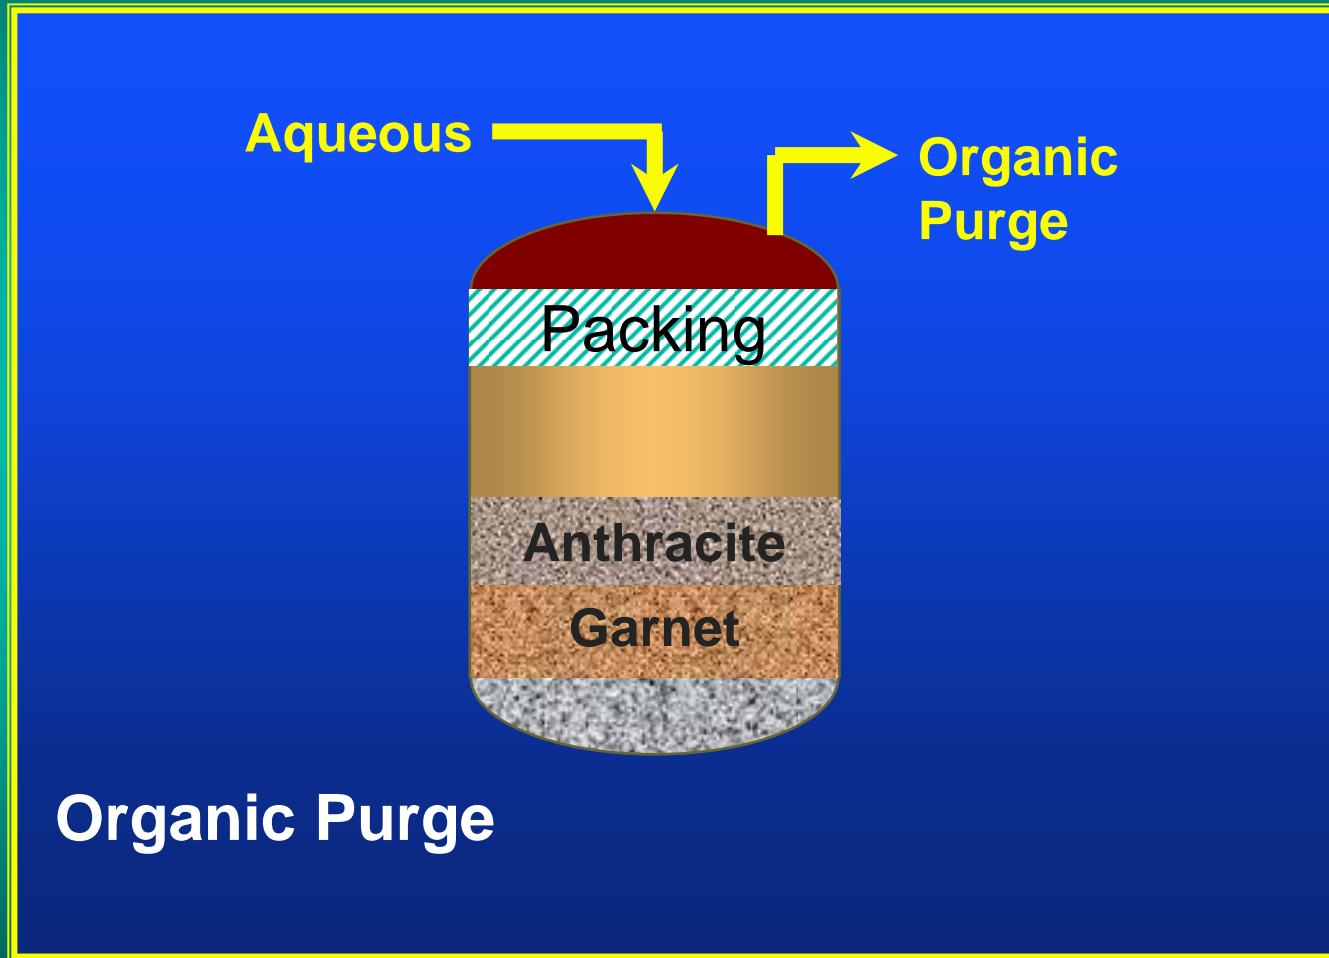 Aqueous
Organic
Purge
Packing
Anthracite
Garnet
Organic Purge